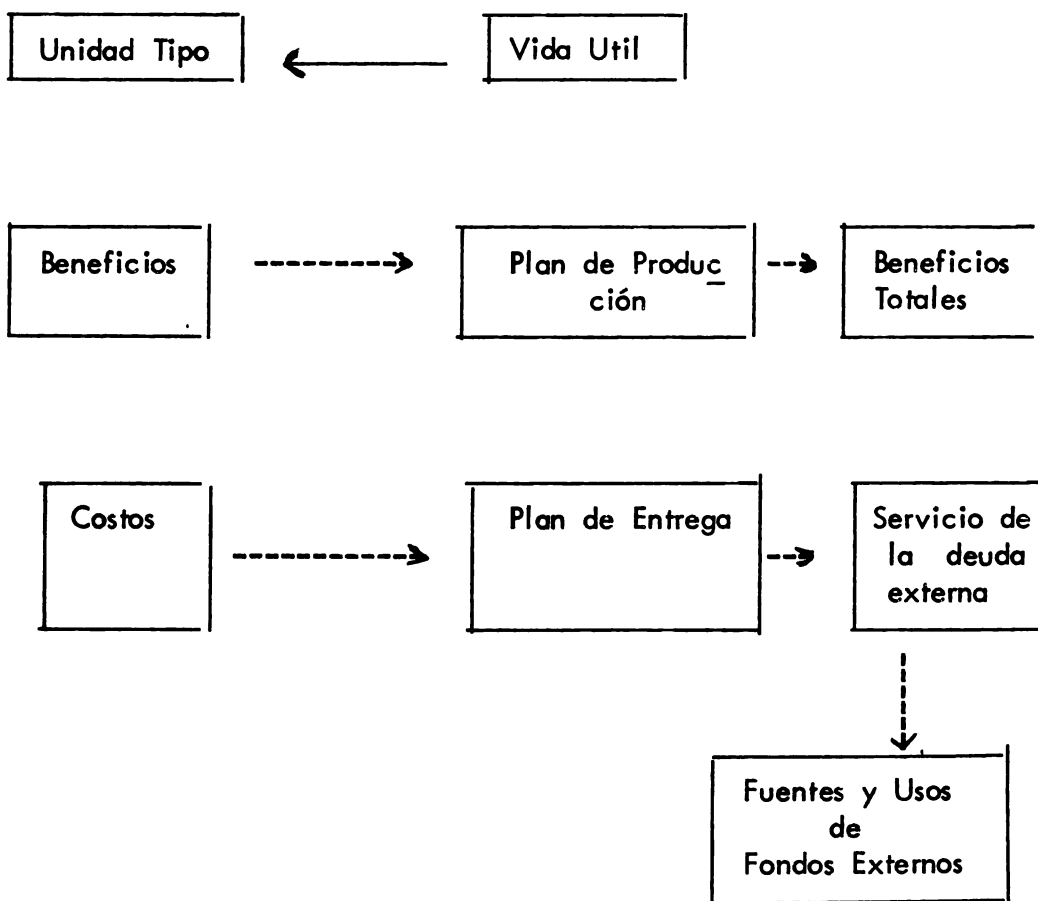 Unidad Tipo
Vida Util
Beneficios
Plan de Produc
ción
Beneficios
Totales
Costos
Plan de Entrega
Servicio de
la deuda
externa
Fuentes y Usos
de
Fondos Externos